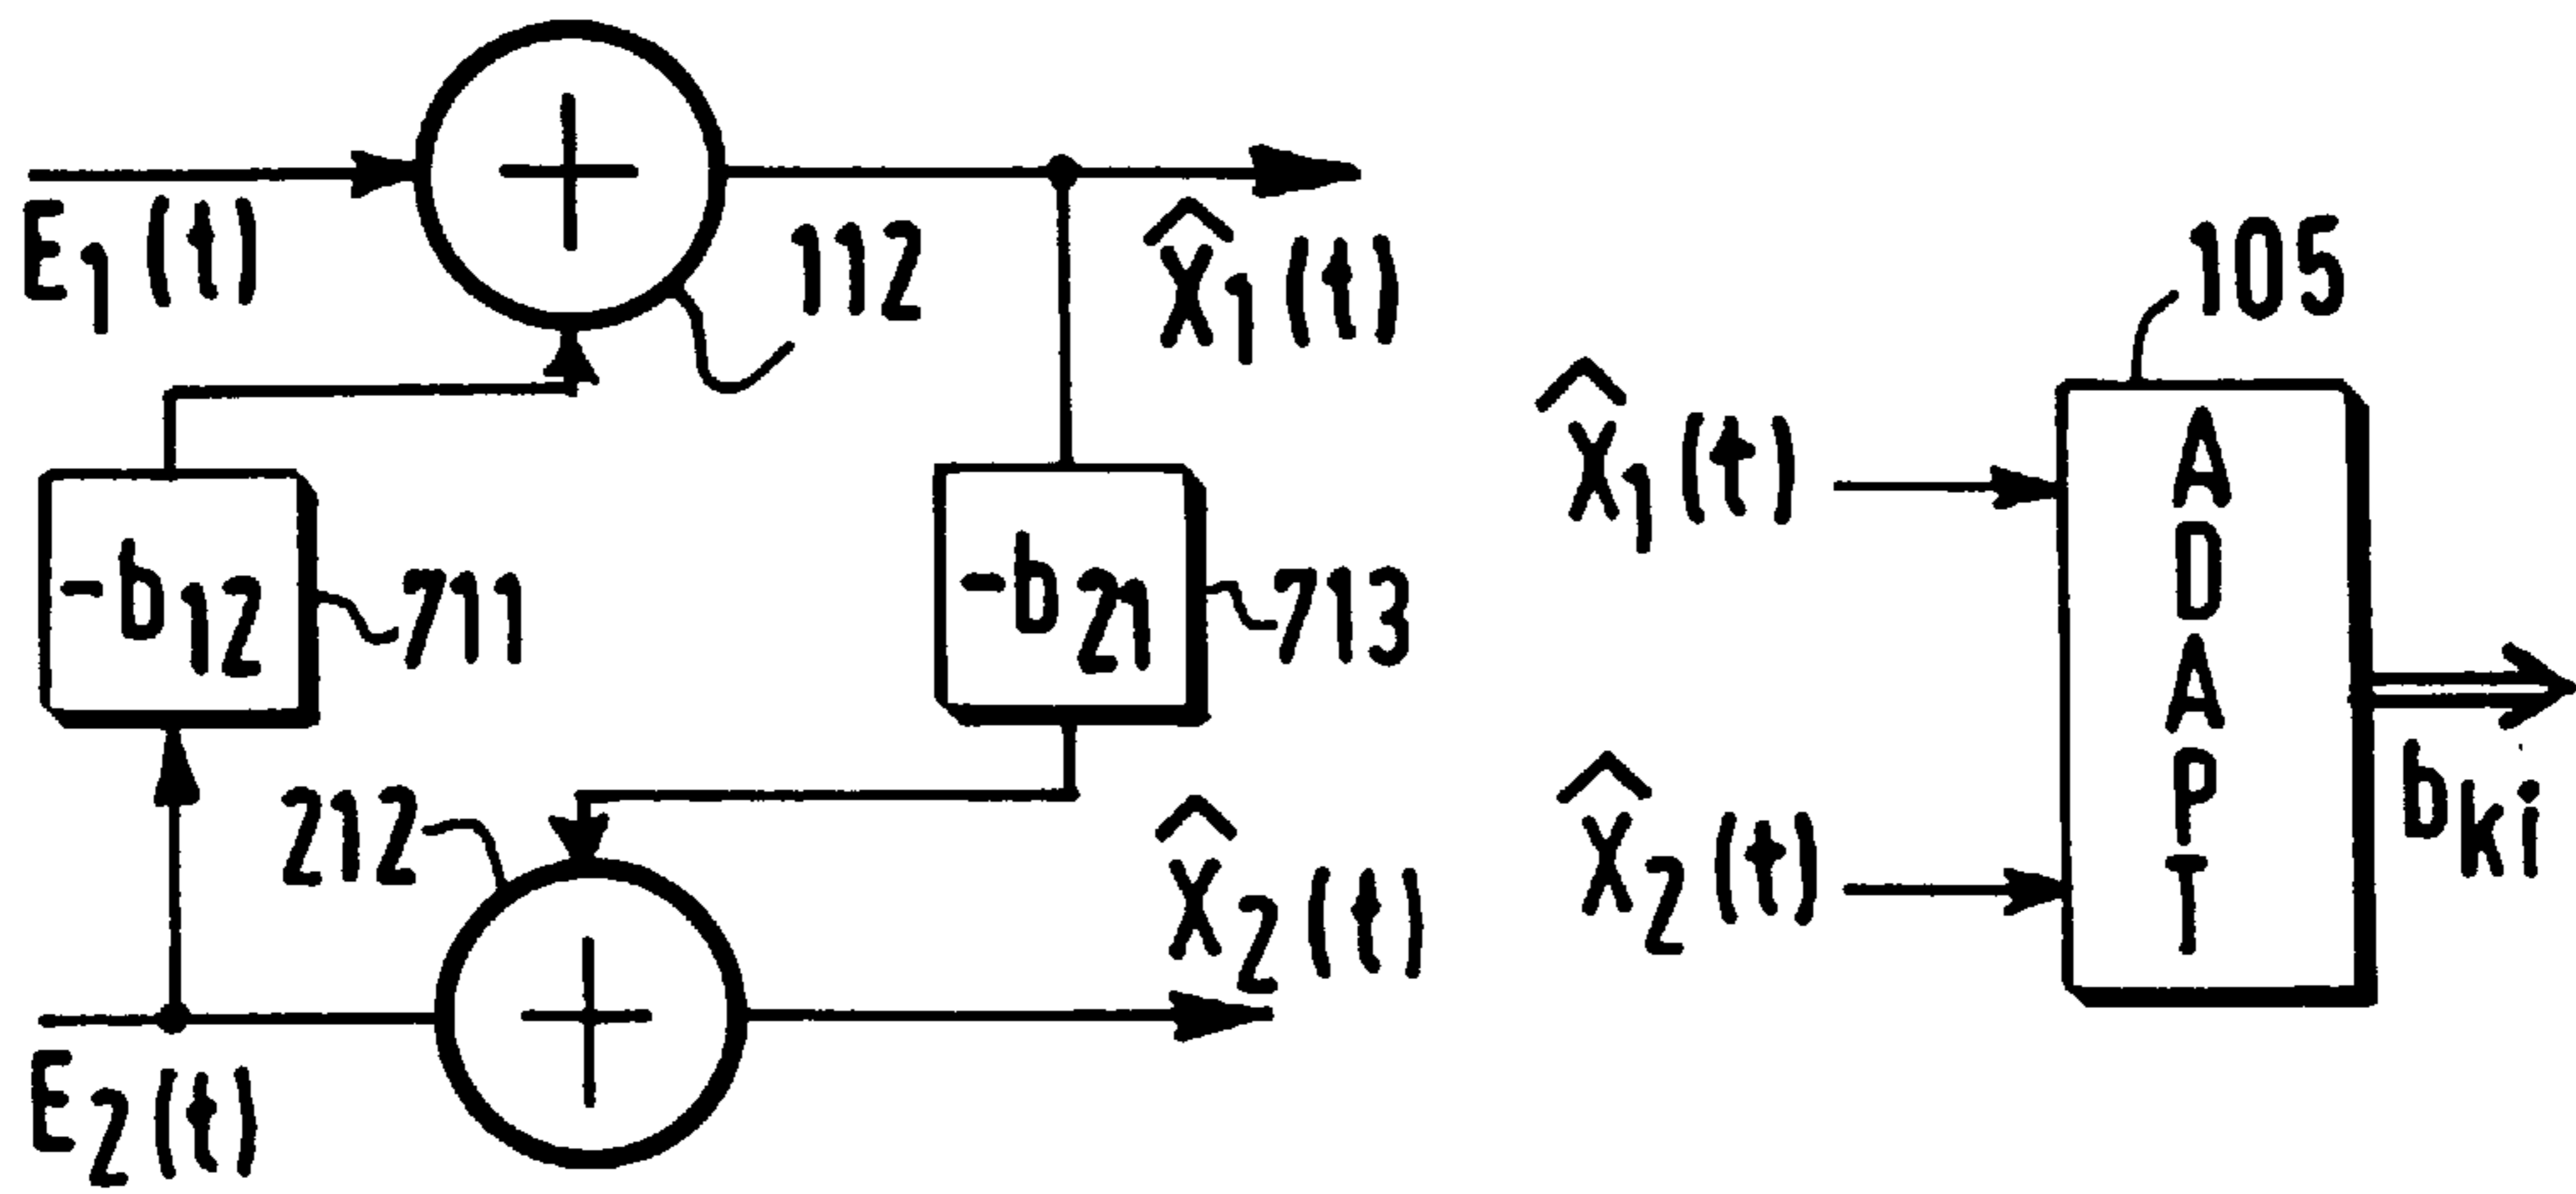 E1(t)
112
X̂1(t)
-b12
711
-b21
713
212
X̂2(t)
E2(t)
105
X̂1(t)
X̂2(t)
ADAPT
bki